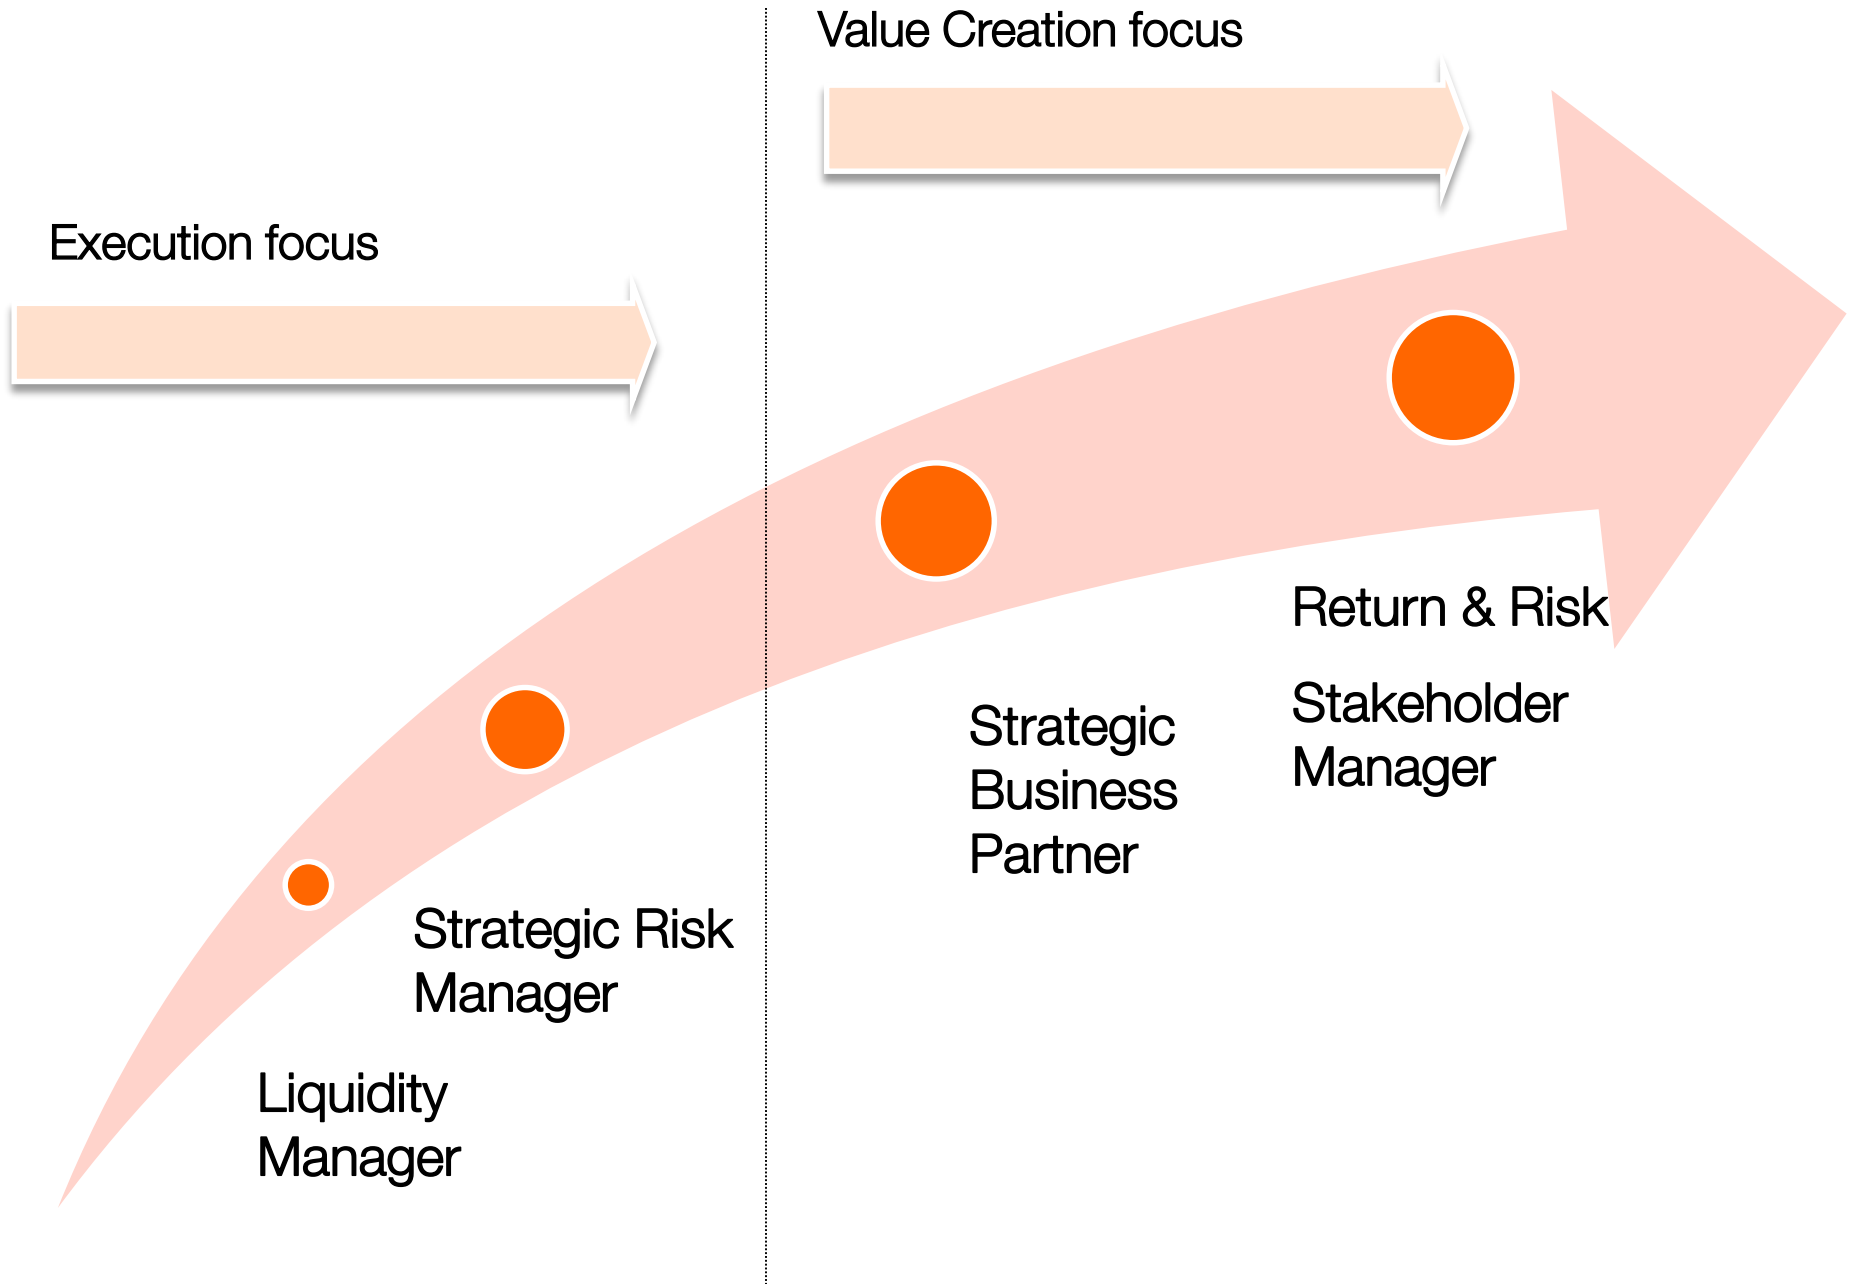 Value Creation focus
Execution focus
Return & Risk
Stakeholder
Manager
Strategic
Business
Partner
Strategic Risk
Manager
Liquidity
Manager